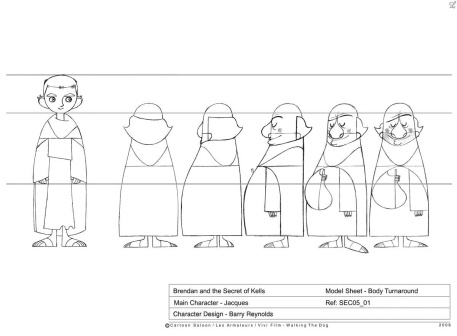 Brendan and the Secret of Kells Model Sheet - Body Turnaround
Main Character - Jacques Ref: SEC05_01
Character Design - Barry Reynolds
©Cartoon Saloon / Les Armateurs / Vivi Film - Walking The Dog 2006